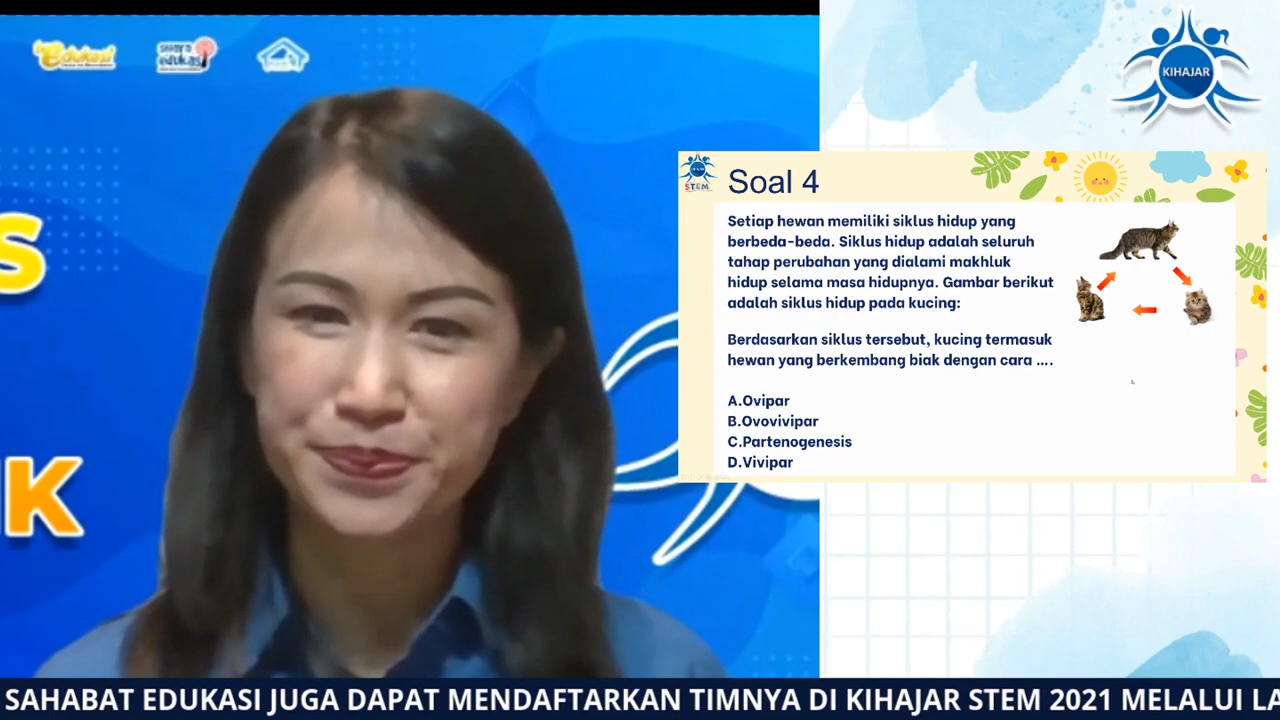 Edukasi
suara
edukasi
S
K
KIHAJAR
STEM
Soal 4
Setiap hewan memiliki siklus hidup yang
berbeda-beda. Siklus hidup adalah seluruh
tahap perubahan yang dialami makhluk
hidup selama masa hidupnya. Gambar berikut
adalah siklus hidup pada kucing:
Berdasarkan siklus tersebut, kucing termasuk
hewan yang berkembang biak dengan cara ....
A.Ovipar
B.Ovovivipar
C.Partenogenesis
D.Vivipar
SAHABAT EDUKASI JUGA DAPAT MENDAFTARKAN TIMNYA DI KIHAJAR STEM 2021 MELALUI LA